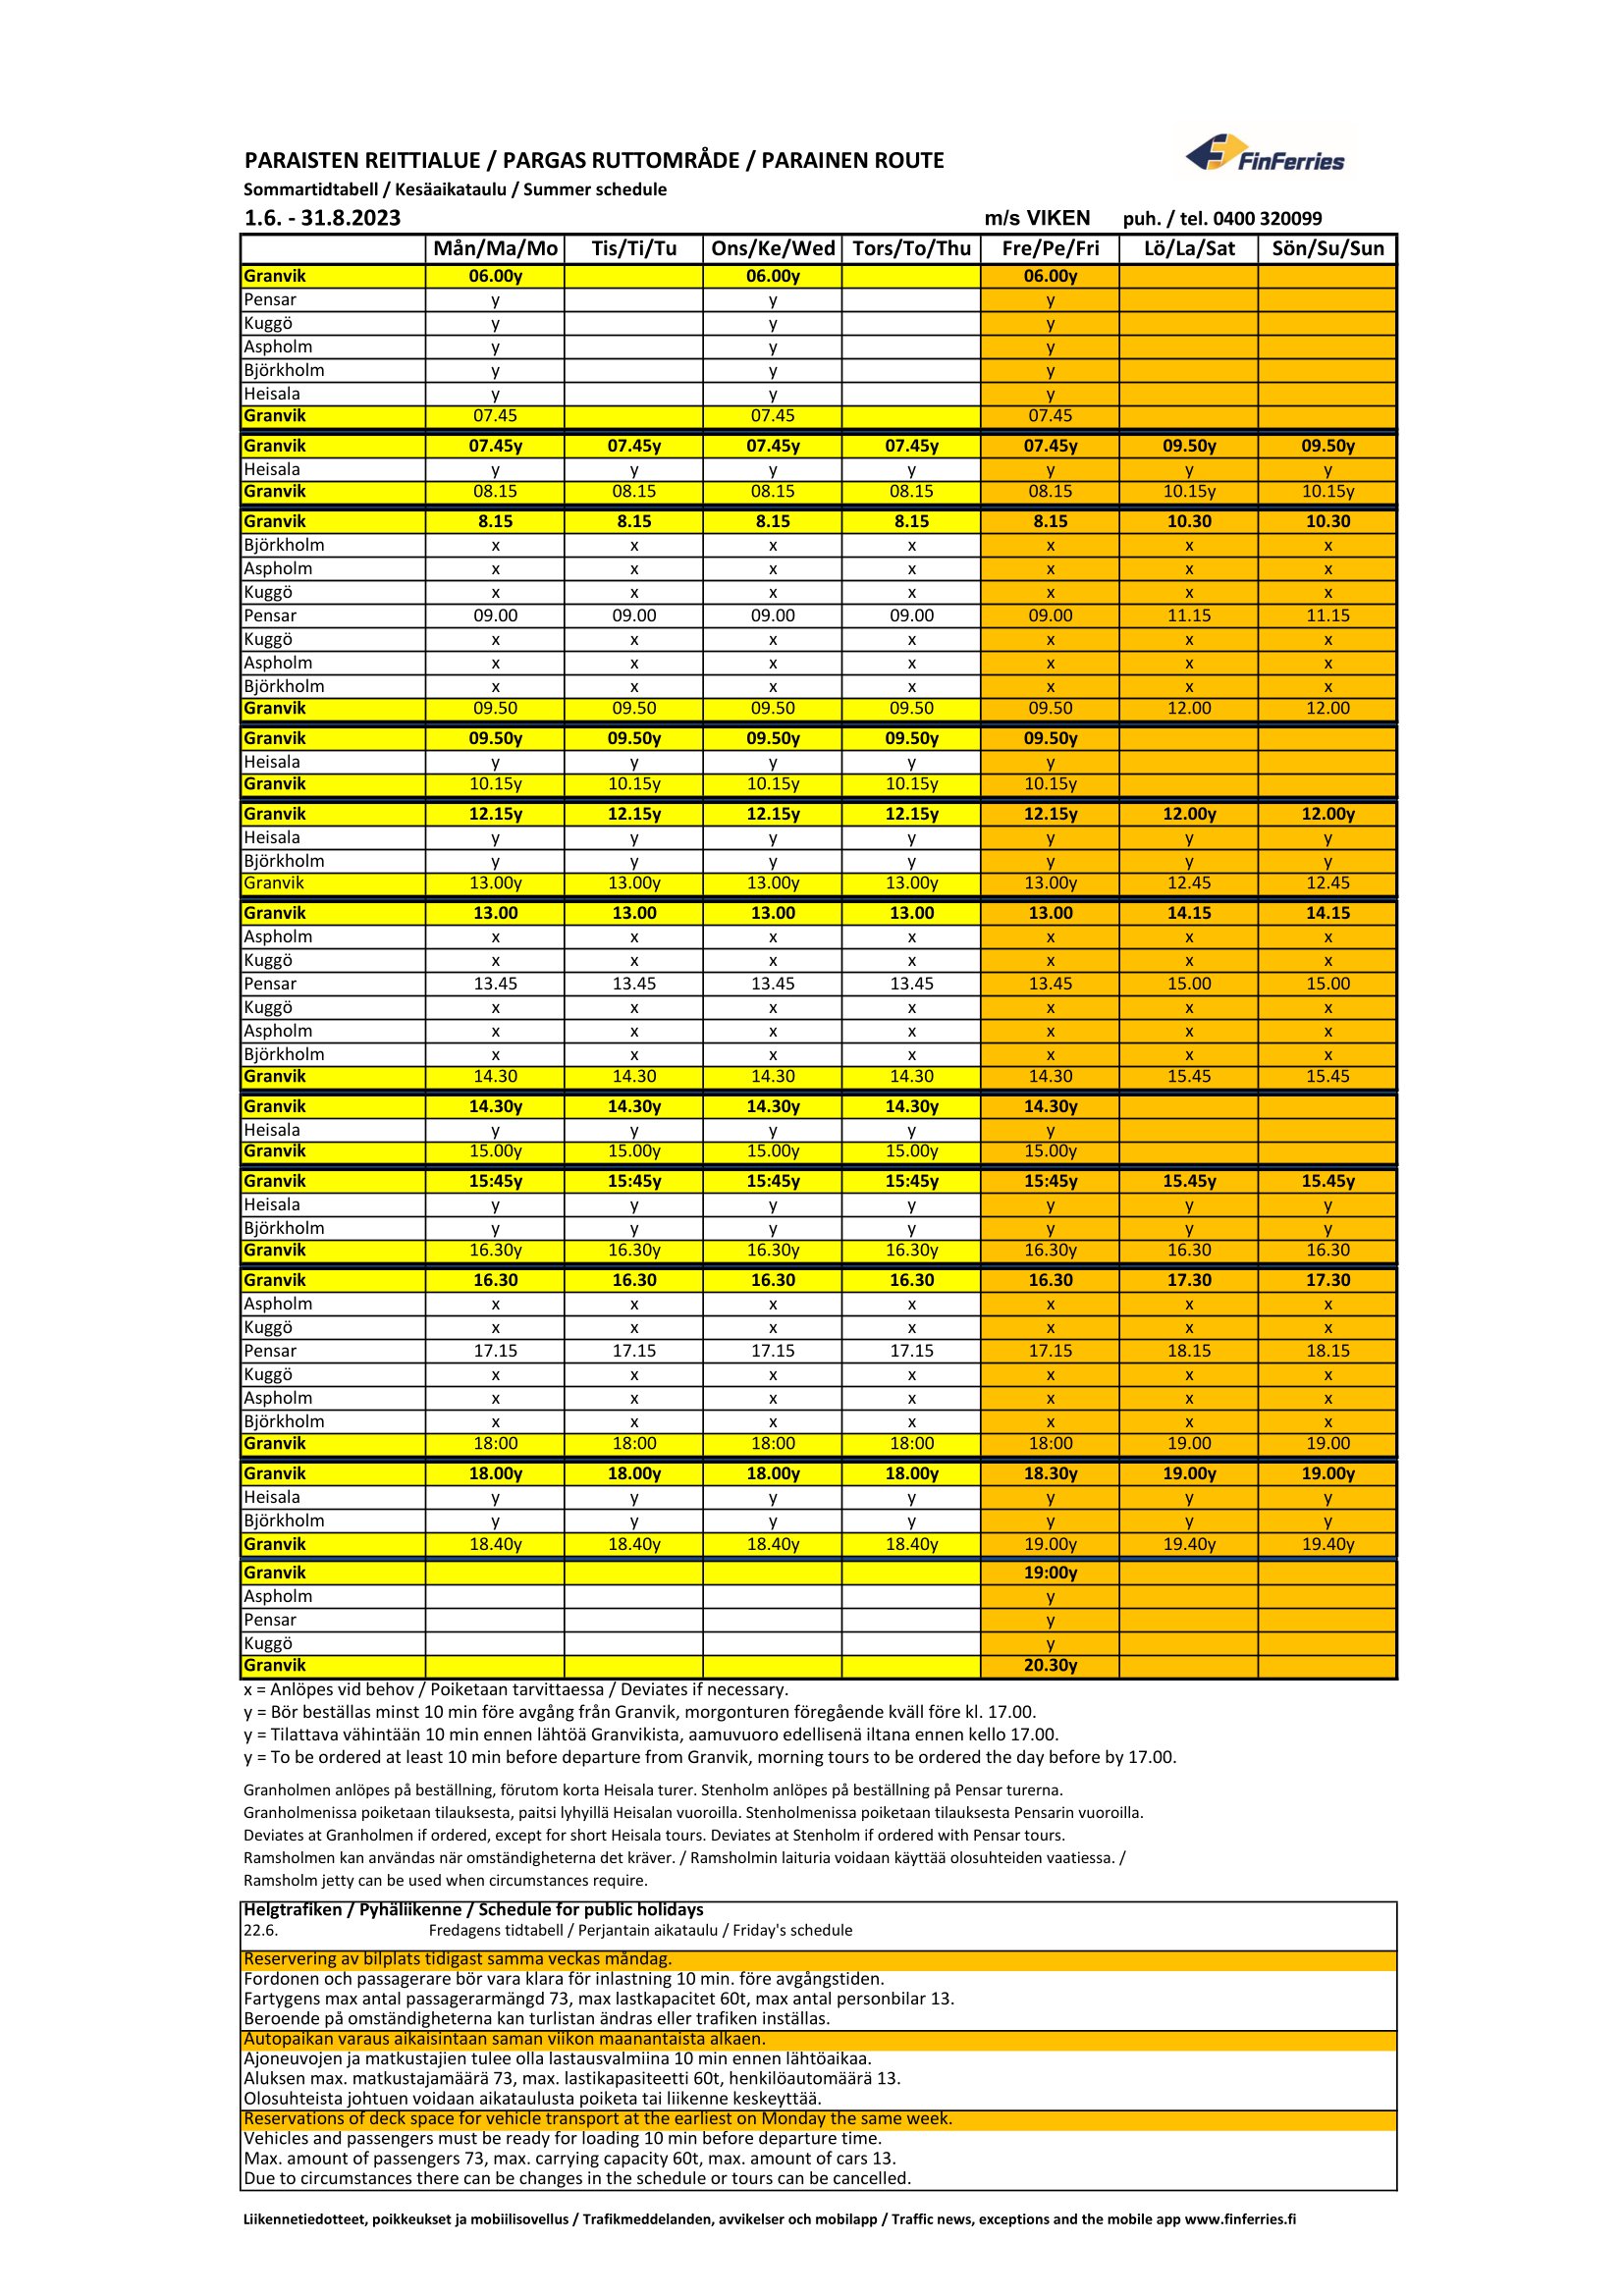 FinFerries
PARAISTEN REITTIALUE / PARGAS RUTTOMRÅDE / PARAINEN ROUTE
Sommartidtabell / Kesäaikataulu / Summer schedule
1.6. - 31.8.2023 m/s VIKEN puh. / tel. 0400 320099
Mån/Ma/Mo Tis/Ti/Tu Ons/Ke/Wed Tors/To/Thu Fre/Pe/Fri Lö/La/Sat Sön/Su/Sun
Granvik 06.00y 06.00y 06.00y
Pensar y y y
Kuggö y y y
Aspholm y y y
Björkholm y y y
Heisala y y y
Granvik 07.45 07.45 07.45
Granvik 07.45y 07.45y 07.45y 07.45y 07.45y 09.50y 09.50y
Heisala y y y y y y y
Granvik 08.15 08.15 08.15 08.15 08.15 10.15y 10.15y
Granvik 8.15 8.15 8.15 8.15 8.15 10.30 10.30
Björkholm x x x x x x x
Aspholm x x x x x x x
Kuggö x x x x x x x
Pensar 09.00 09.00 09.00 09.00 09.00 11.15 11.15
Kuggö x x x x x x x
Aspholm x x x x x x x
Björkholm x x x x x x x
Granvik 09.50 09.50 09.50 09.50 09.50 12.00 12.00
Granvik 09.50y 09.50y 09.50y 09.50y 09.50y
Heisala y y y y y
Granvik 10.15y 10.15y 10.15y 10.15y 10.15y
Granvik 12.15y 12.15y 12.15y 12.15y 12.15y 12.00y 12.00y
Heisala y y y y y y y
Björkholm y y y y y y y
Granvik 13.00y 13.00y 13.00y 13.00y 13.00y 12.45 12.45
Granvik 13.00 13.00 13.00 13.00 13.00 14.15 14.15
Aspholm x x x x x x x
Kuggö x x x x x x x
Pensar 13.45 13.45 13.45 13.45 13.45 15.00 15.00
Kuggö x x x x x x x
Aspholm x x x x x x x
Björkholm x x x x x x x
Granvik 14.30 14.30 14.30 14.30 14.30 15.45 15.45
Granvik 14.30y 14.30y 14.30y 14.30y 14.30y
Heisala y y y y y
Granvik 15.00y 15.00y 15.00y 15.00y 15.00y
Granvik 15:45y 15:45y 15:45y 15:45y 15:45y 15.45y 15.45y
Heisala y y y y y y y
Björkholm y y y y y y y
Granvik 16.30y 16.30y 16.30y 16.30y 16.30y 16.30 16.30
Granvik 16.30 16.30 16.30 16.30 16.30 17.30 17.30
Aspholm x x x x x x x
Kuggö x x x x x x x
Pensar 17.15 17.15 17.15 17.15 17.15 18.15 18.15
Kuggö x x x x x x x
Aspholm x x x x x x x
Björkholm x x x x x x x
Granvik 18:00 18:00 18:00 18:00 18:00 19.00 19.00
Granvik 18.00y 18.00y 18.00y 18.00y 18.30y 19.00y 19.00y
Heisala y y y y y y y
Björkholm y y y y y y y
Granvik 18.40y 18.40y 18.40y 18.40y 19.00y 19.40y 19.40y
Granvik 19:00y
Aspholm y
Pensar y
Kuggö y
Granvik 20.30y
x = Anlöpes vid behov / Poiketaan tarvittaessa / Deviates if necessary.
y = Bör beställas minst 10 min före avgång från Granvik, morgonturen föregående kväll före kl. 17.00.
y = Tilattava vähintään 10 min ennen lähtöä Granvikista, aamuvuoro edellisenä iltana ennen kello 17.00.
y = To be ordered at least 10 min before departure from Granvik, morning tours to be ordered the day before by 17.00.
Granholmen anlöpes på beställning, förutom korta Heisala turer. Stenholm anlöpes på beställning på Pensar turerna.
Granholmenissa poiketaan tilauksesta, paitsi lyhyillä Heisalan vuoroilla. Stenholmenissa poiketaan tilauksesta Pensarin vuoroilla.
Deviates at Granholmen if ordered, except for short Heisala tours. Deviates at Stenholm if ordered with Pensar tours.
Ramsholmen kan användas när omständigheterna det kräver. / Ramsholmin laituria voidaan käyttää olosuhteiden vaatiessa. /
Ramsholm jetty can be used when circumstances require.
Helgtrafiken / Pyhäliikenne / Schedule for public holidays
22.6. Fredagens tidtabell / Perjantain aikataulu / Friday's schedule
Reservering av bilplats tidigast samma veckas måndag.
Fordonen och passagerare bör vara klara för inlastning 10 min. före avgångstiden.
Fartygens max antal passagerarmängd 73, max lastkapacitet 60t, max antal personbilar 13.
Beroende på omständigheterna kan turlistan ändras eller trafiken inställas.
Autopaikan varaus aikaisintaan saman viikon maanantaista alkaen.
Ajoneuvojen ja matkustajien tulee olla lastausvalmiina 10 min ennen lähtöaikaa.
Aluksen max. matkustajamäärä 73, max. lastikapasiteetti 60t, henkilöautomäärä 13.
Olosuhteista johtuen voidaan aikataulusta poiketa tai liikenne keskeyttää.
Reservations of deck space for vehicle transport at the earliest on Monday the same week.
Vehicles and passengers must be ready for loading 10 min before departure time.
Max. amount of passengers 73, max. carrying capacity 60t, max. amount of cars 13.
Due to circumstances there can be changes in the schedule or tours can be cancelled.
Liikennetiedotteet, poikkeukset ja mobiilisovellus / Trafikmeddelanden, avvikelser och mobilapp / Traffic news, exceptions and the mobile app www.finferries.fi